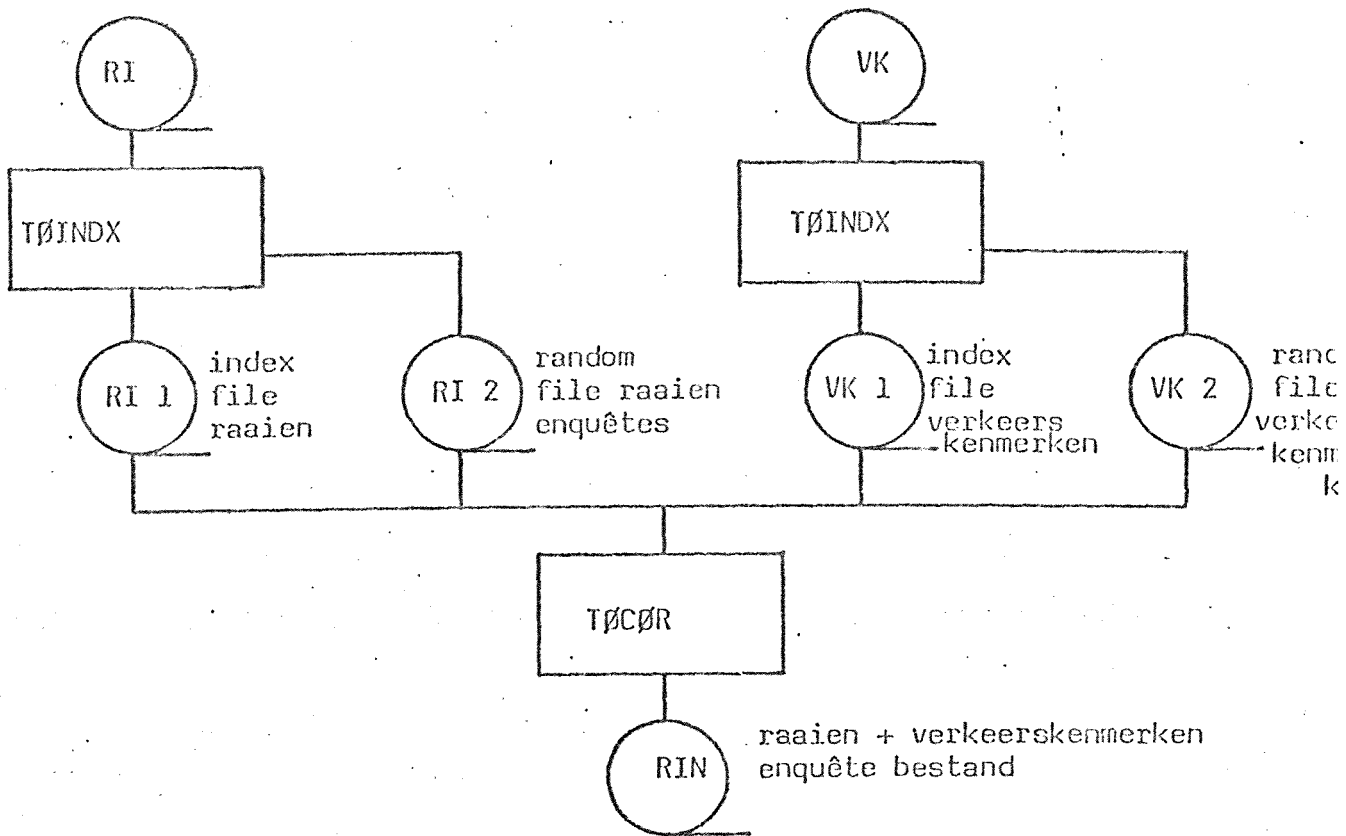 RI
VK
TØINDX
TØINDX
RI 1
index
file
raaien
RI 2
random
file raaien
enquêtes
VK 1
index
file
verkeers
kenmerken
VK 2
file
TØCØR
RIN
raaien + verkeerskenmerken
enquête bestand